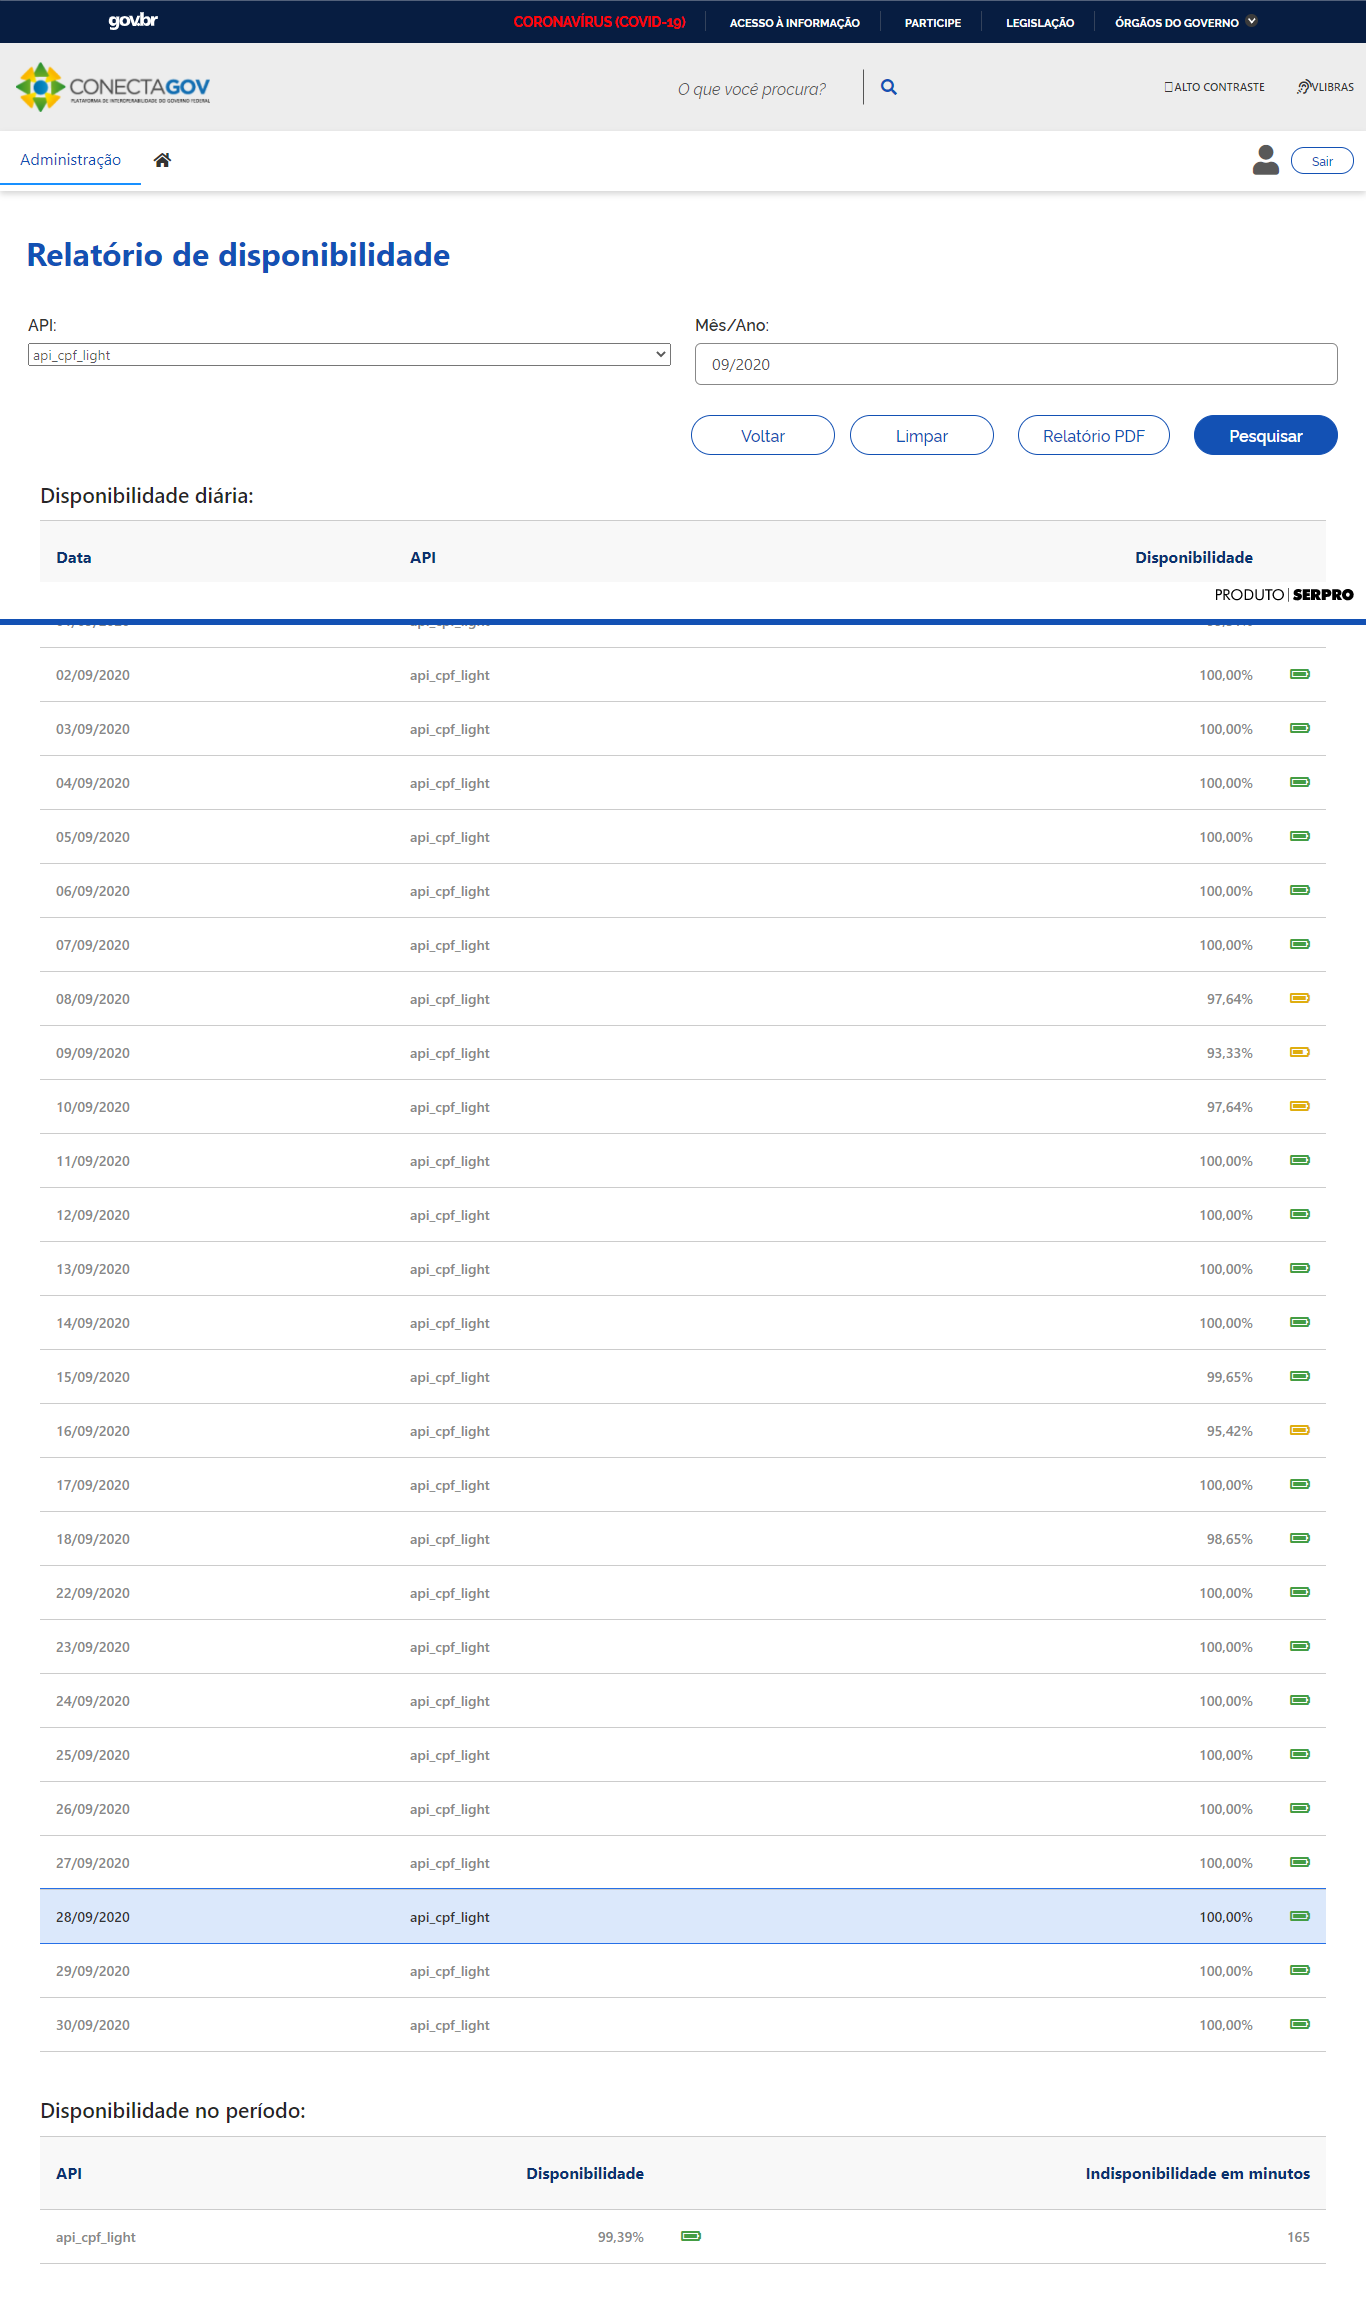 gov.br CORONAVÍRUS (COVID-19) ACESSO À INFORMAÇÃO PARTICIPE LEGISLAÇÃO ÓRGÃOS DO GOVERNO
CONECTAGOV O que você procura? ALTO CONTRASTE VLIBRAS
PLATAFORMA DE INTEROPERABILIDADE DO GOVERNO FEDERAL
Administração Sair
Relatório de disponibilidade
API: Mês/Ano:
api_cpf_light 09/2020
Voltar Limpar Relatório PDF Pesquisar
Disponibilidade diária:
Data API Disponibilidade
PRODUTO | SERPRO
02/09/2020 api_cpf_light 100,00%
03/09/2020 api_cpf_light 100,00%
04/09/2020 api_cpf_light 100,00%
05/09/2020 api_cpf_light 100,00%
06/09/2020 api_cpf_light 100,00%
07/09/2020 api_cpf_light 100,00%
08/09/2020 api_cpf_light 97,64%
09/09/2020 api_cpf_light 93,33%
10/09/2020 api_cpf_light 97,64%
11/09/2020 api_cpf_light 100,00%
12/09/2020 api_cpf_light 100,00%
13/09/2020 api_cpf_light 100,00%
14/09/2020 api_cpf_light 100,00%
15/09/2020 api_cpf_light 99,65%
16/09/2020 api_cpf_light 95,42%
17/09/2020 api_cpf_light 100,00%
18/09/2020 api_cpf_light 98,65%
22/09/2020 api_cpf_light 100,00%
23/09/2020 api_cpf_light 100,00%
24/09/2020 api_cpf_light 100,00%
25/09/2020 api_cpf_light 100,00%
26/09/2020 api_cpf_light 100,00%
27/09/2020 api_cpf_light 100,00%
28/09/2020 api_cpf_light 100,00%
29/09/2020 api_cpf_light 100,00%
30/09/2020 api_cpf_light 100,00%
Disponibilidade no período:
API Disponibilidade Indisponibilidade em minutos
api_cpf_light 99,39% 165